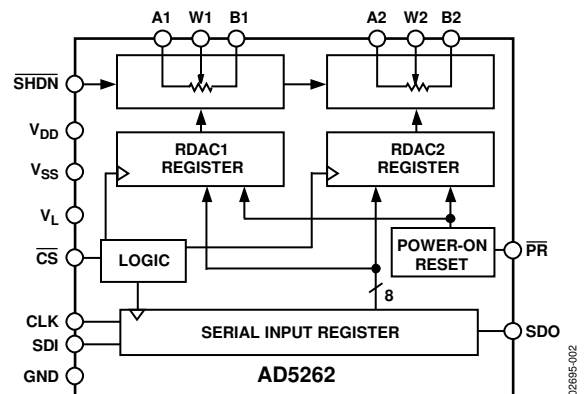 A1 W1 B1 A2 W2 B2
SHDN
VDD
RDAC1
REGISTER
RDAC2
REGISTER
VSS
VL
CS
LOGIC
POWER-ON
RESET
PR
8
CLK
SERIAL INPUT REGISTER
SDO
SDI
GND
AD5262
02695-002